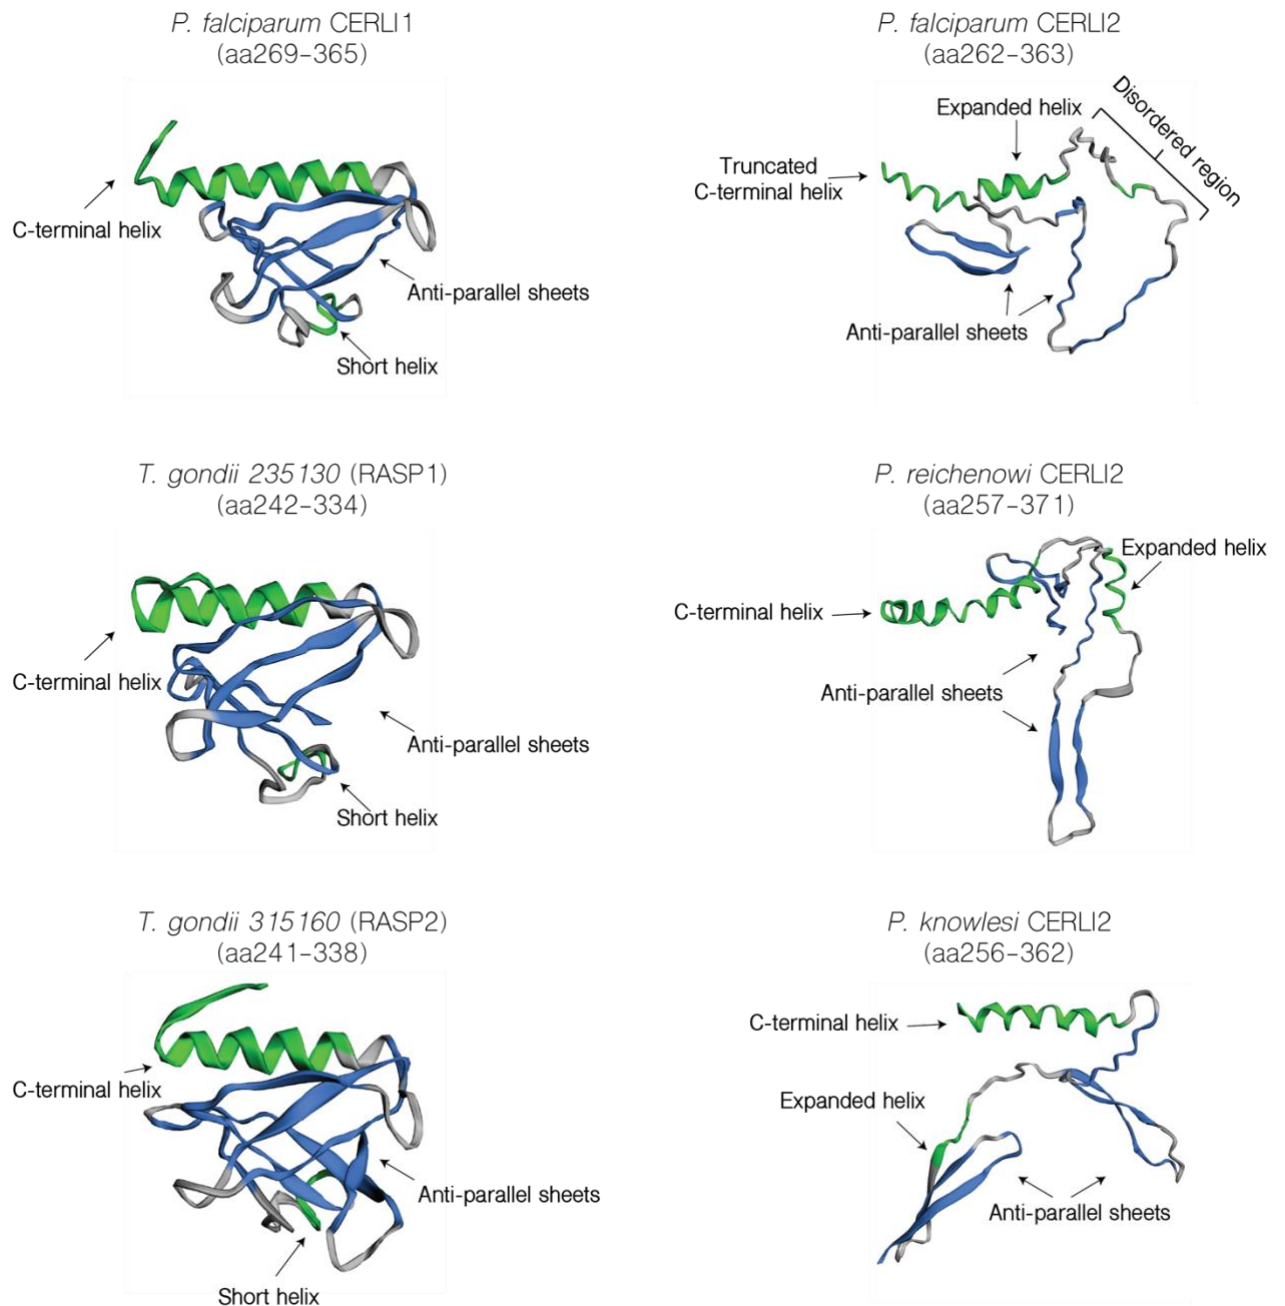 P. falciparum CERLI1
(aa269-365)
C-terminal helix
Anti-parallel sheets
Short helix
P. falciparum CERLI2
(aa262-363)
Expanded helix
Disordered region
Truncated
C-terminal helix
Anti-parallel sheets
T. gondii 235130 (RASP1)
(aa242-334)
C-terminal helix
Anti-parallel sheets
Short helix
P. reichenowi CERLI2
(aa257-371)
Expanded helix
C-terminal helix
Anti-parallel sheets
T. gondii 315160 (RASP2)
(aa241-338)
C-terminal helix
Anti-parallel sheets
Short helix
P. knowlesi CERLI2
(aa256-362)
C-terminal helix
Expanded helix
Anti-parallel sheets